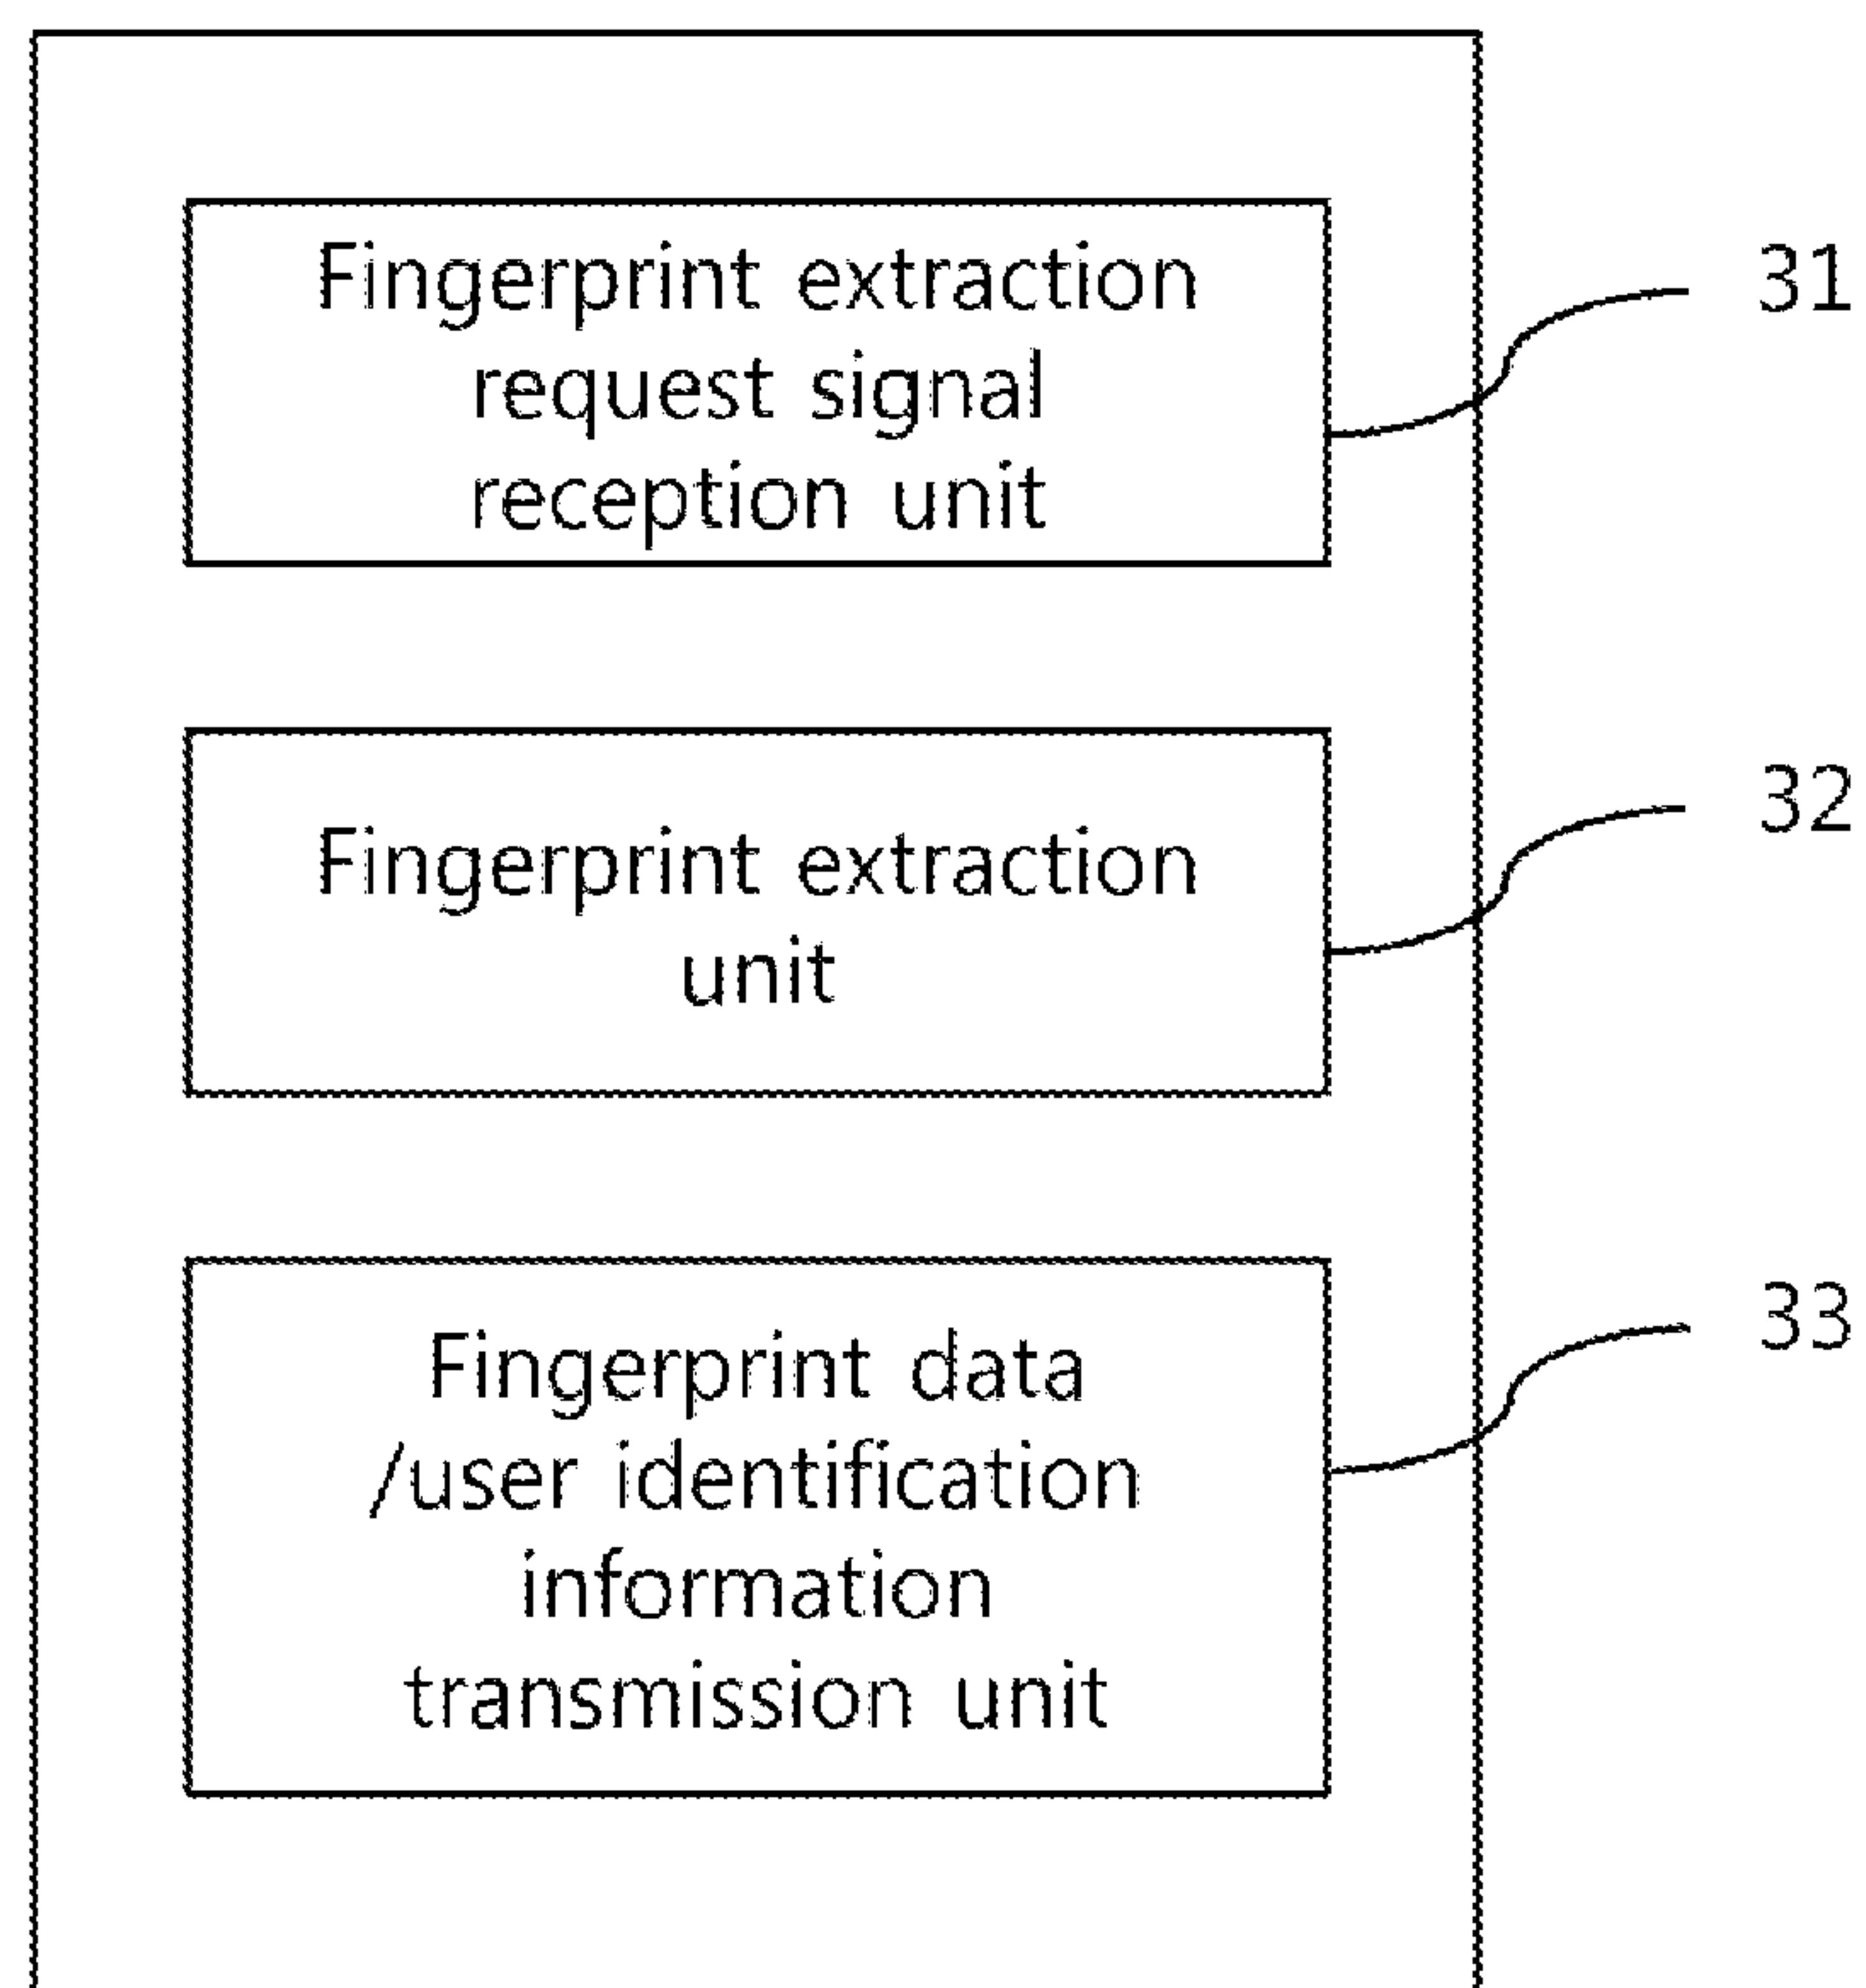 Fingerprint extraction
request signal
reception unit
31
Fingerprint extraction
unit
32
Fingerprint data
/user identification
information
transmission unit
33